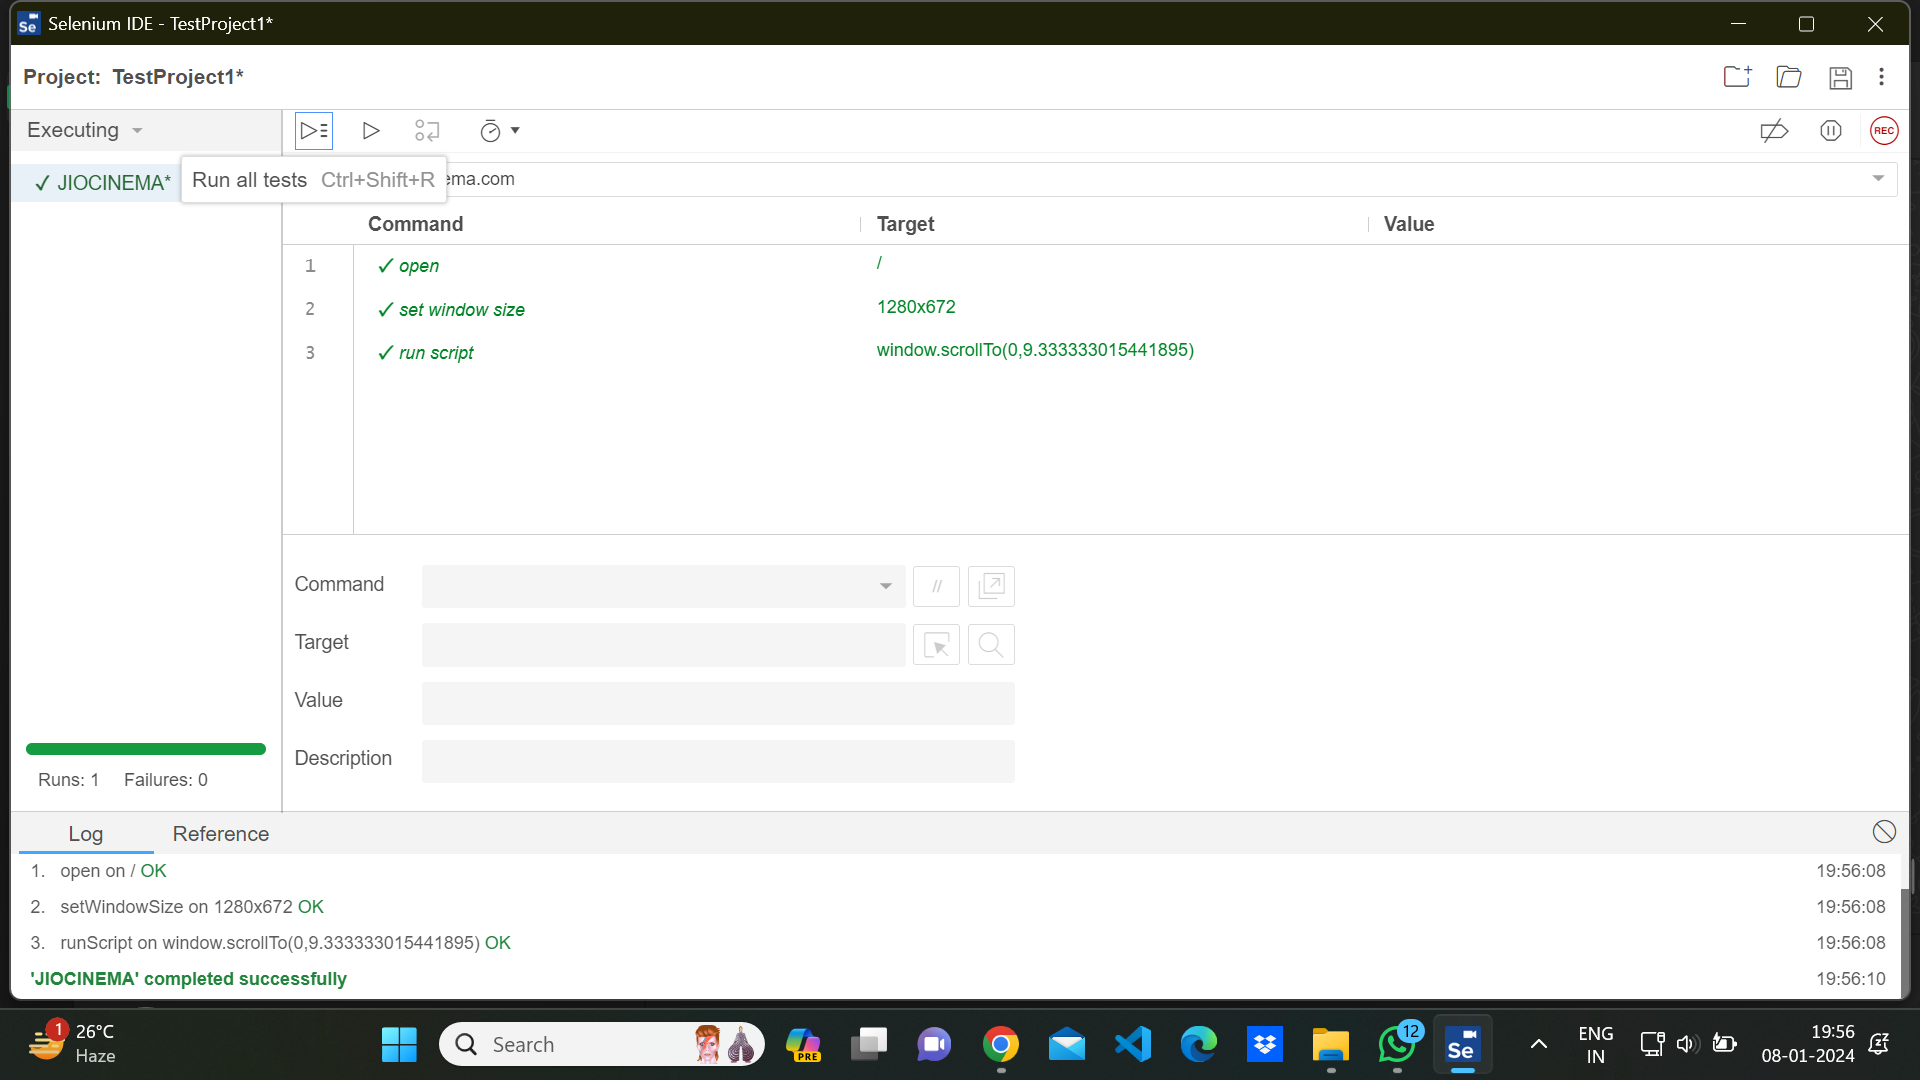 Selenium IDE - TestProject1*
Project: TestProject1*
Executing
✓ JIOCINEMA*
Run all tests Ctrl+Shift+R
ema.com
REC
Command Target Value
1 ✓ open /
2 ✓ set window size 1280x672
3 ✓ run script window.scrollTo(0,9.333333015441895)
Command //
Target
Value
Description
Runs: 1 Failures: 0
Log Reference
1. open on / OK 19:56:08
2. setWindowSize on 1280x672 OK 19:56:08
3. runScript on window.scrollTo(0,9.333333015441895) OK 19:56:08
'JIOCINEMA' completed successfully 19:56:10
1 26°C
Haze
Search
PRE
12
Se
ENG
IN
19:56
08-01-2024